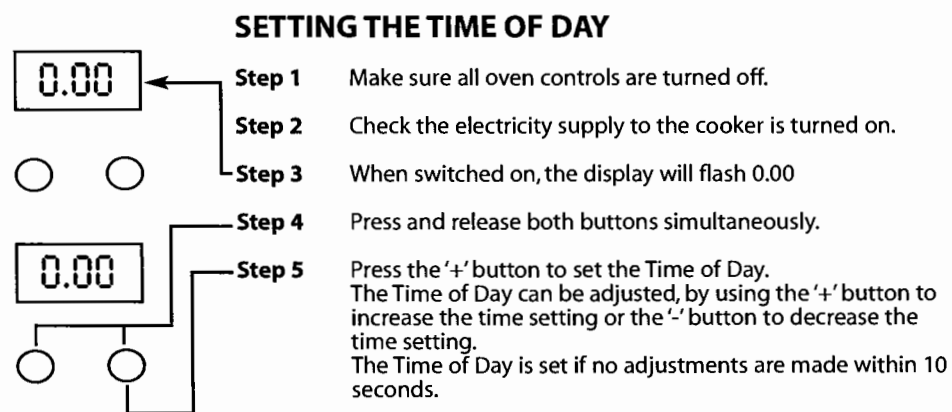 SETTING THE TIME OF DAY
0.00
Step 1 Make sure all oven controls are turned off.
Step 2 Check the electricity supply to the cooker is turned on.
Step 3 When switched on, the display will flash 0.00
Step 4 Press and release both buttons simultaneously.
0.00
Step 5 Press the '+' button to set the Time of Day.
The Time of Day can be adjusted, by using the '+' button to
increase the time setting or the '-' button to decrease the
time setting.
The Time of Day is set if no adjustments are made within 10
seconds.